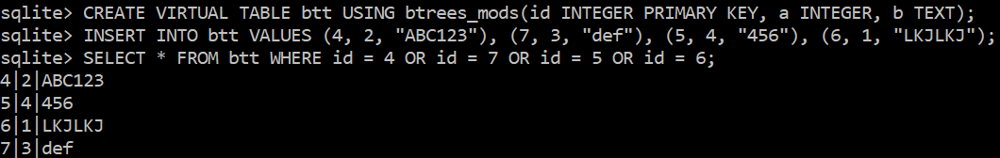 sqlite> CREATE VIRTUAL TABLE btt USING btrees_mods(id INTEGER PRIMARY KEY, a INTEGER, b TEXT);
sqlite> INSERT INTO btt VALUES (4, 2, "ABC123"), (7, 3, "def"), (5, 4, "456"), (6, 1, "LKJLKJ");
sqlite> SELECT * FROM btt WHERE id = 4 OR id = 7 OR id = 5 OR id = 6;
4|2|ABC123
5|4|456
6|1|LKJLKJ
7|3|def